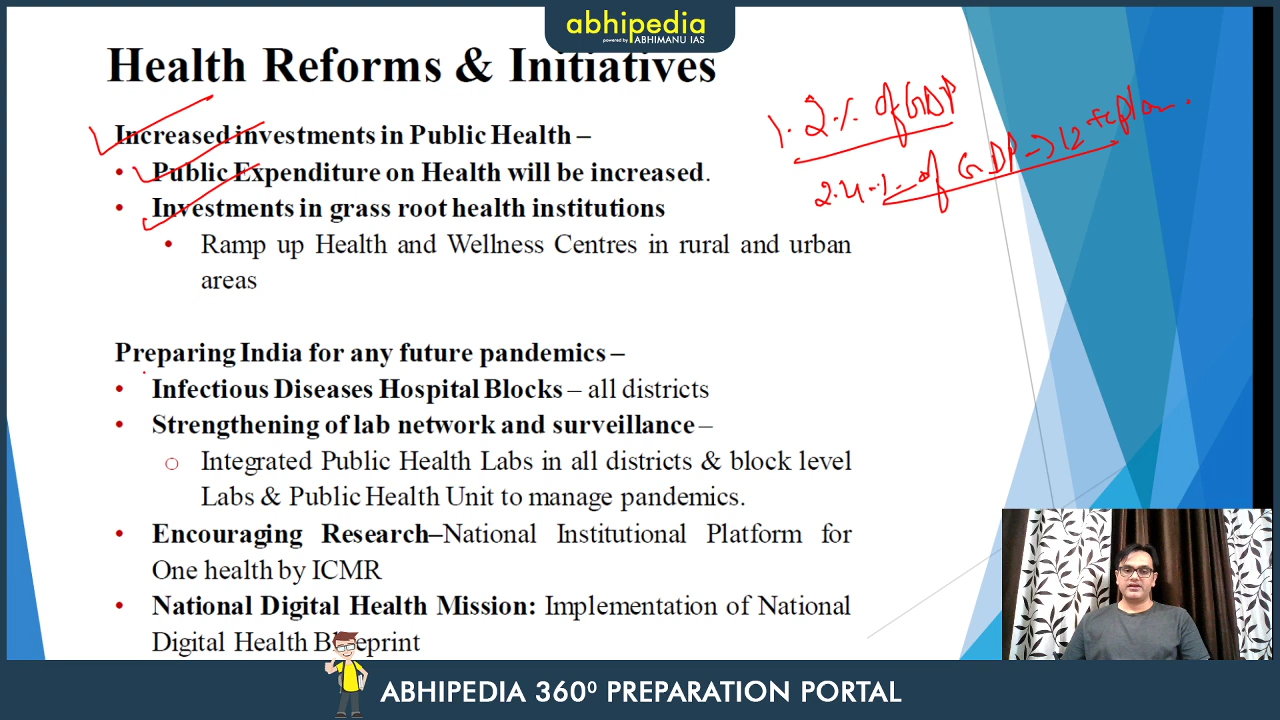 abhipedia
powered by ABHIMANU IAS
Health Reforms & Initiatives
1.2% of GDP
2.4% of GDP → 12th plan.
Increased investments in Public Health –
• Public Expenditure on Health will be increased.
• Investments in grass root health institutions
• Ramp up Health and Wellness Centres in rural and urban
areas
Preparing India for any future pandemics –
• Infectious Diseases Hospital Blocks – all districts
• Strengthening of lab network and surveillance –
○ Integrated Public Health Labs in all districts & block level
Labs & Public Health Unit to manage pandemics.
• Encouraging Research–National Institutional Platform for
One health by ICMR
• National Digital Health Mission: Implementation of National
Digital Health Blueprint
ABHIPEDIA 360⁰ PREPARATION PORTAL